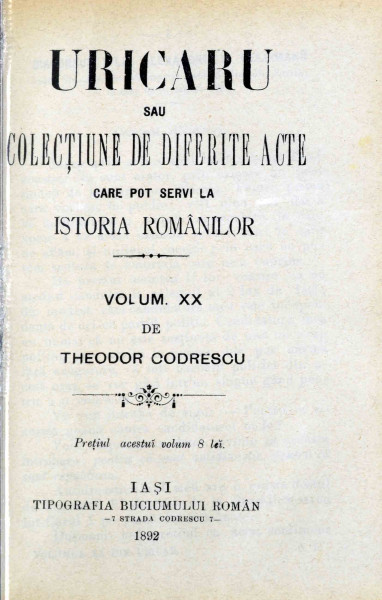 URICARU
SAU
COLECȚIUNE DE DIFERITE ACTE
CARE POT SERVI LA
ISTORIA ROMÂNILOR
VOLUM. XX
DE
THEODOR CODRESCU
Prețiul acestuĭ volum 8 leĭ.
IAȘI
TIPOGRAFIA BUCIUMULUI ROMÂN
—7 STRADA CODRESCU 7—
1892